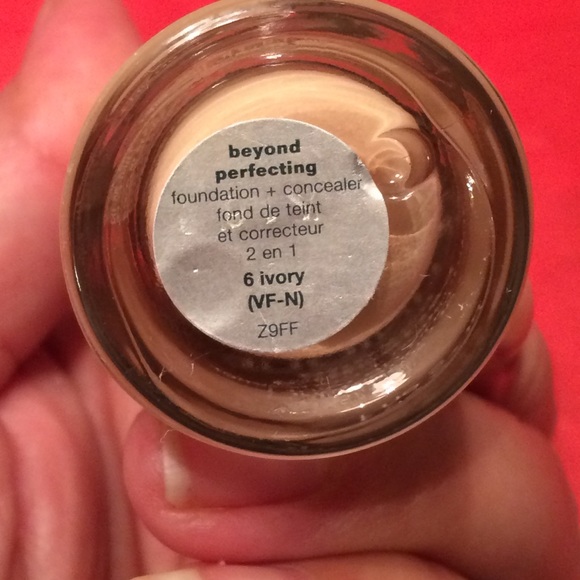 beyond
perfecting
foundation + concealer
fond de teint
et correcteur
2 en 1
6 ivory
(VF-N)
Z9FF